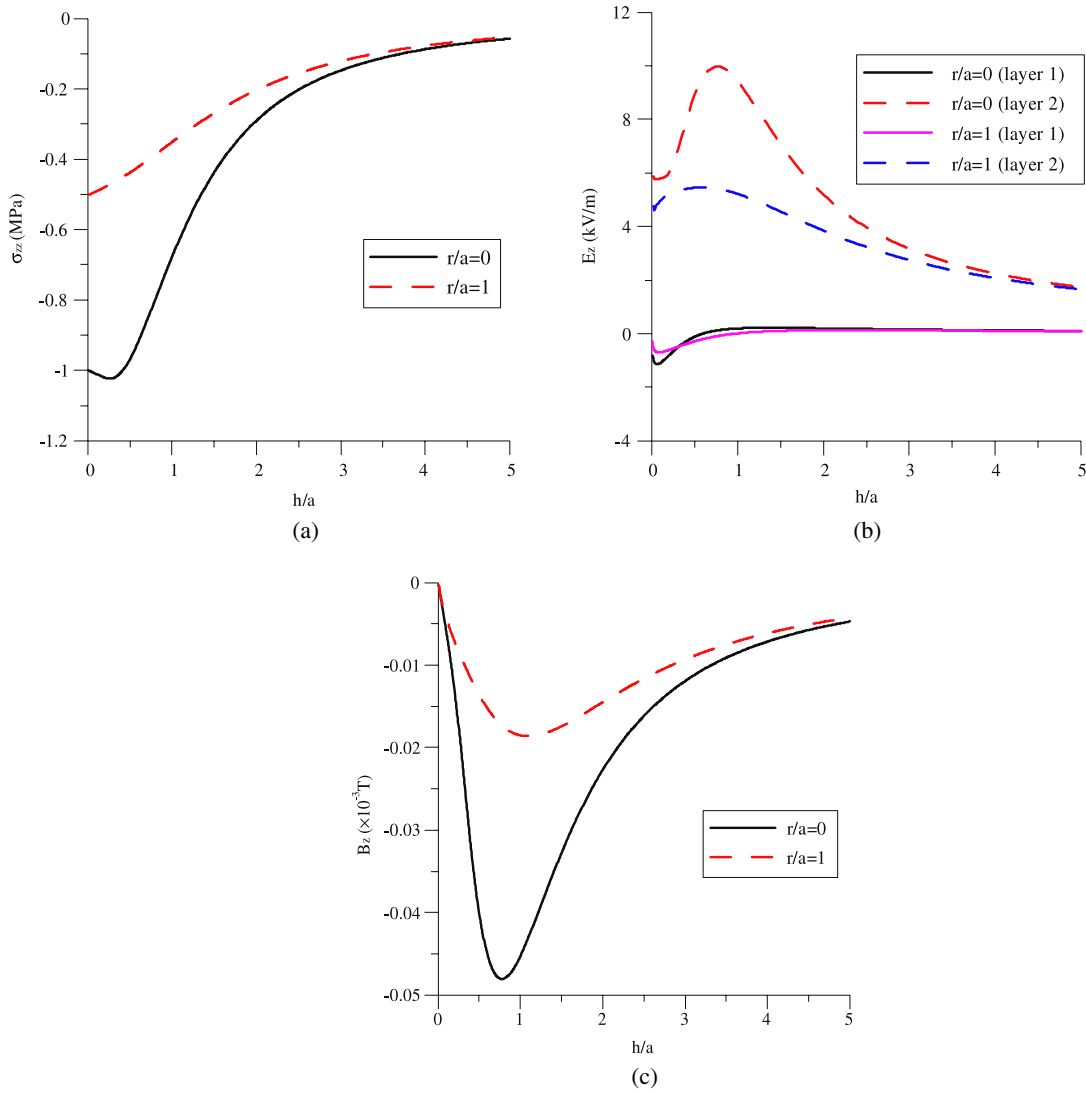 0
-0.2
-0.4
-0.6
-0.8
-1
-1.2
σzz (MPa)
r/a=0
r/a=1
0 1 2 3 4 5
h/a
(a)
12
8
4
0
-4
Ez (kV/m)
r/a=0 (layer 1)
r/a=0 (layer 2)
r/a=1 (layer 1)
r/a=1 (layer 2)
0 1 2 3 4 5
h/a
(b)
0
-0.01
-0.02
-0.03
-0.04
-0.05
Bz (×10⁻³T)
r/a=0
r/a=1
0 1 2 3 4 5
h/a
(c)